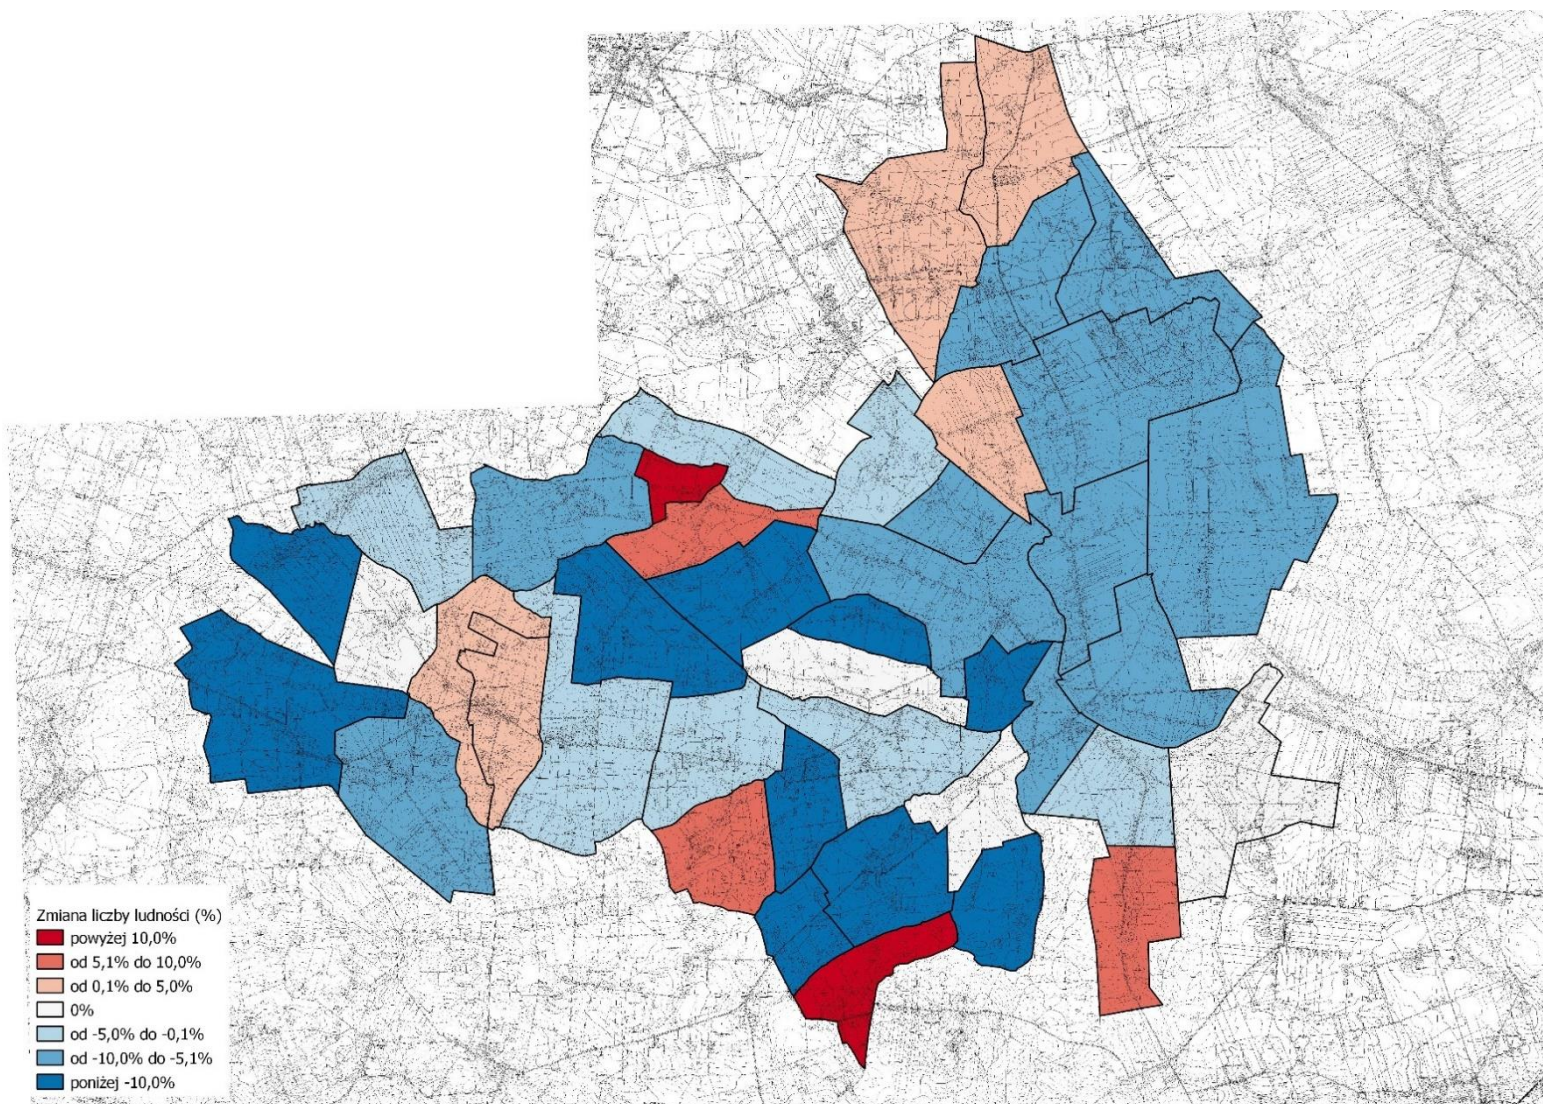 Zmiana liczby ludności (%)
powyżej 10,0%
od 5,1% do 10,0%
od 0,1% do 5,0%
0%
od -5,0% do -0,1%
od -10,0% do -5,1%
poniżej -10,0%